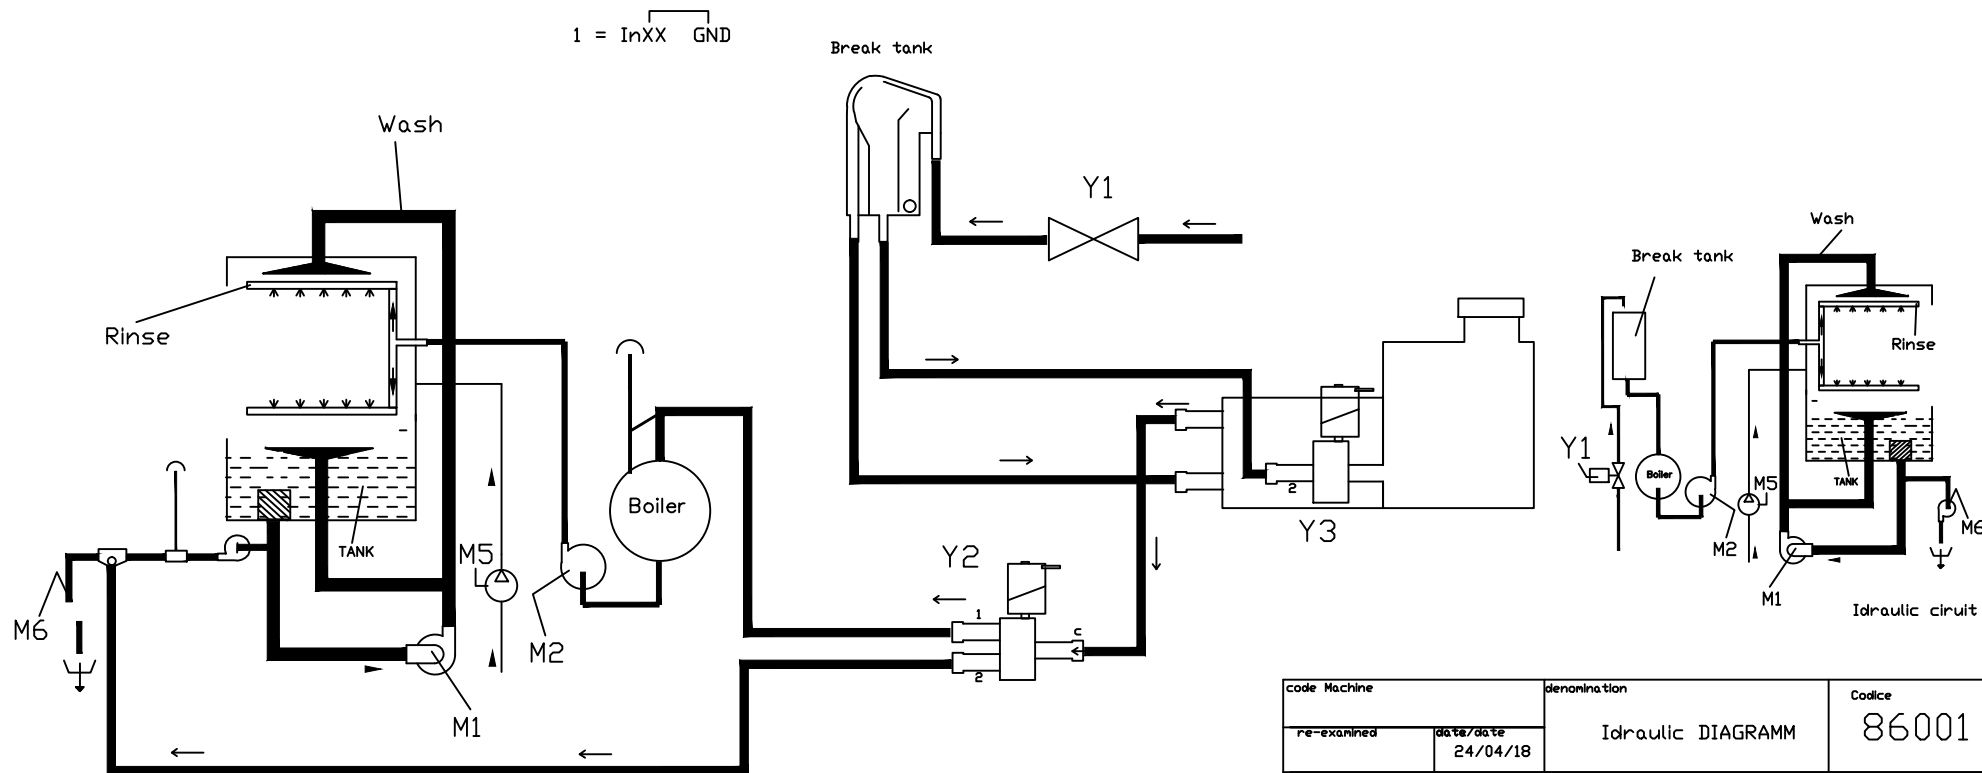 1 = InXX GND
Break tank
Wash
Y1
Rinse
Boiler
TANK
M5
M6
M2
M1
Y2
1
2
c
2
Y3
Wash
Break tank
Rinse
Y1
Boiler
M5
TANK
M2
M6
M1
Idraulic ciruit
code Machine
denomination
Codice
Idraulic DIAGRAMM
86001
re-examined
date/date
24/04/18